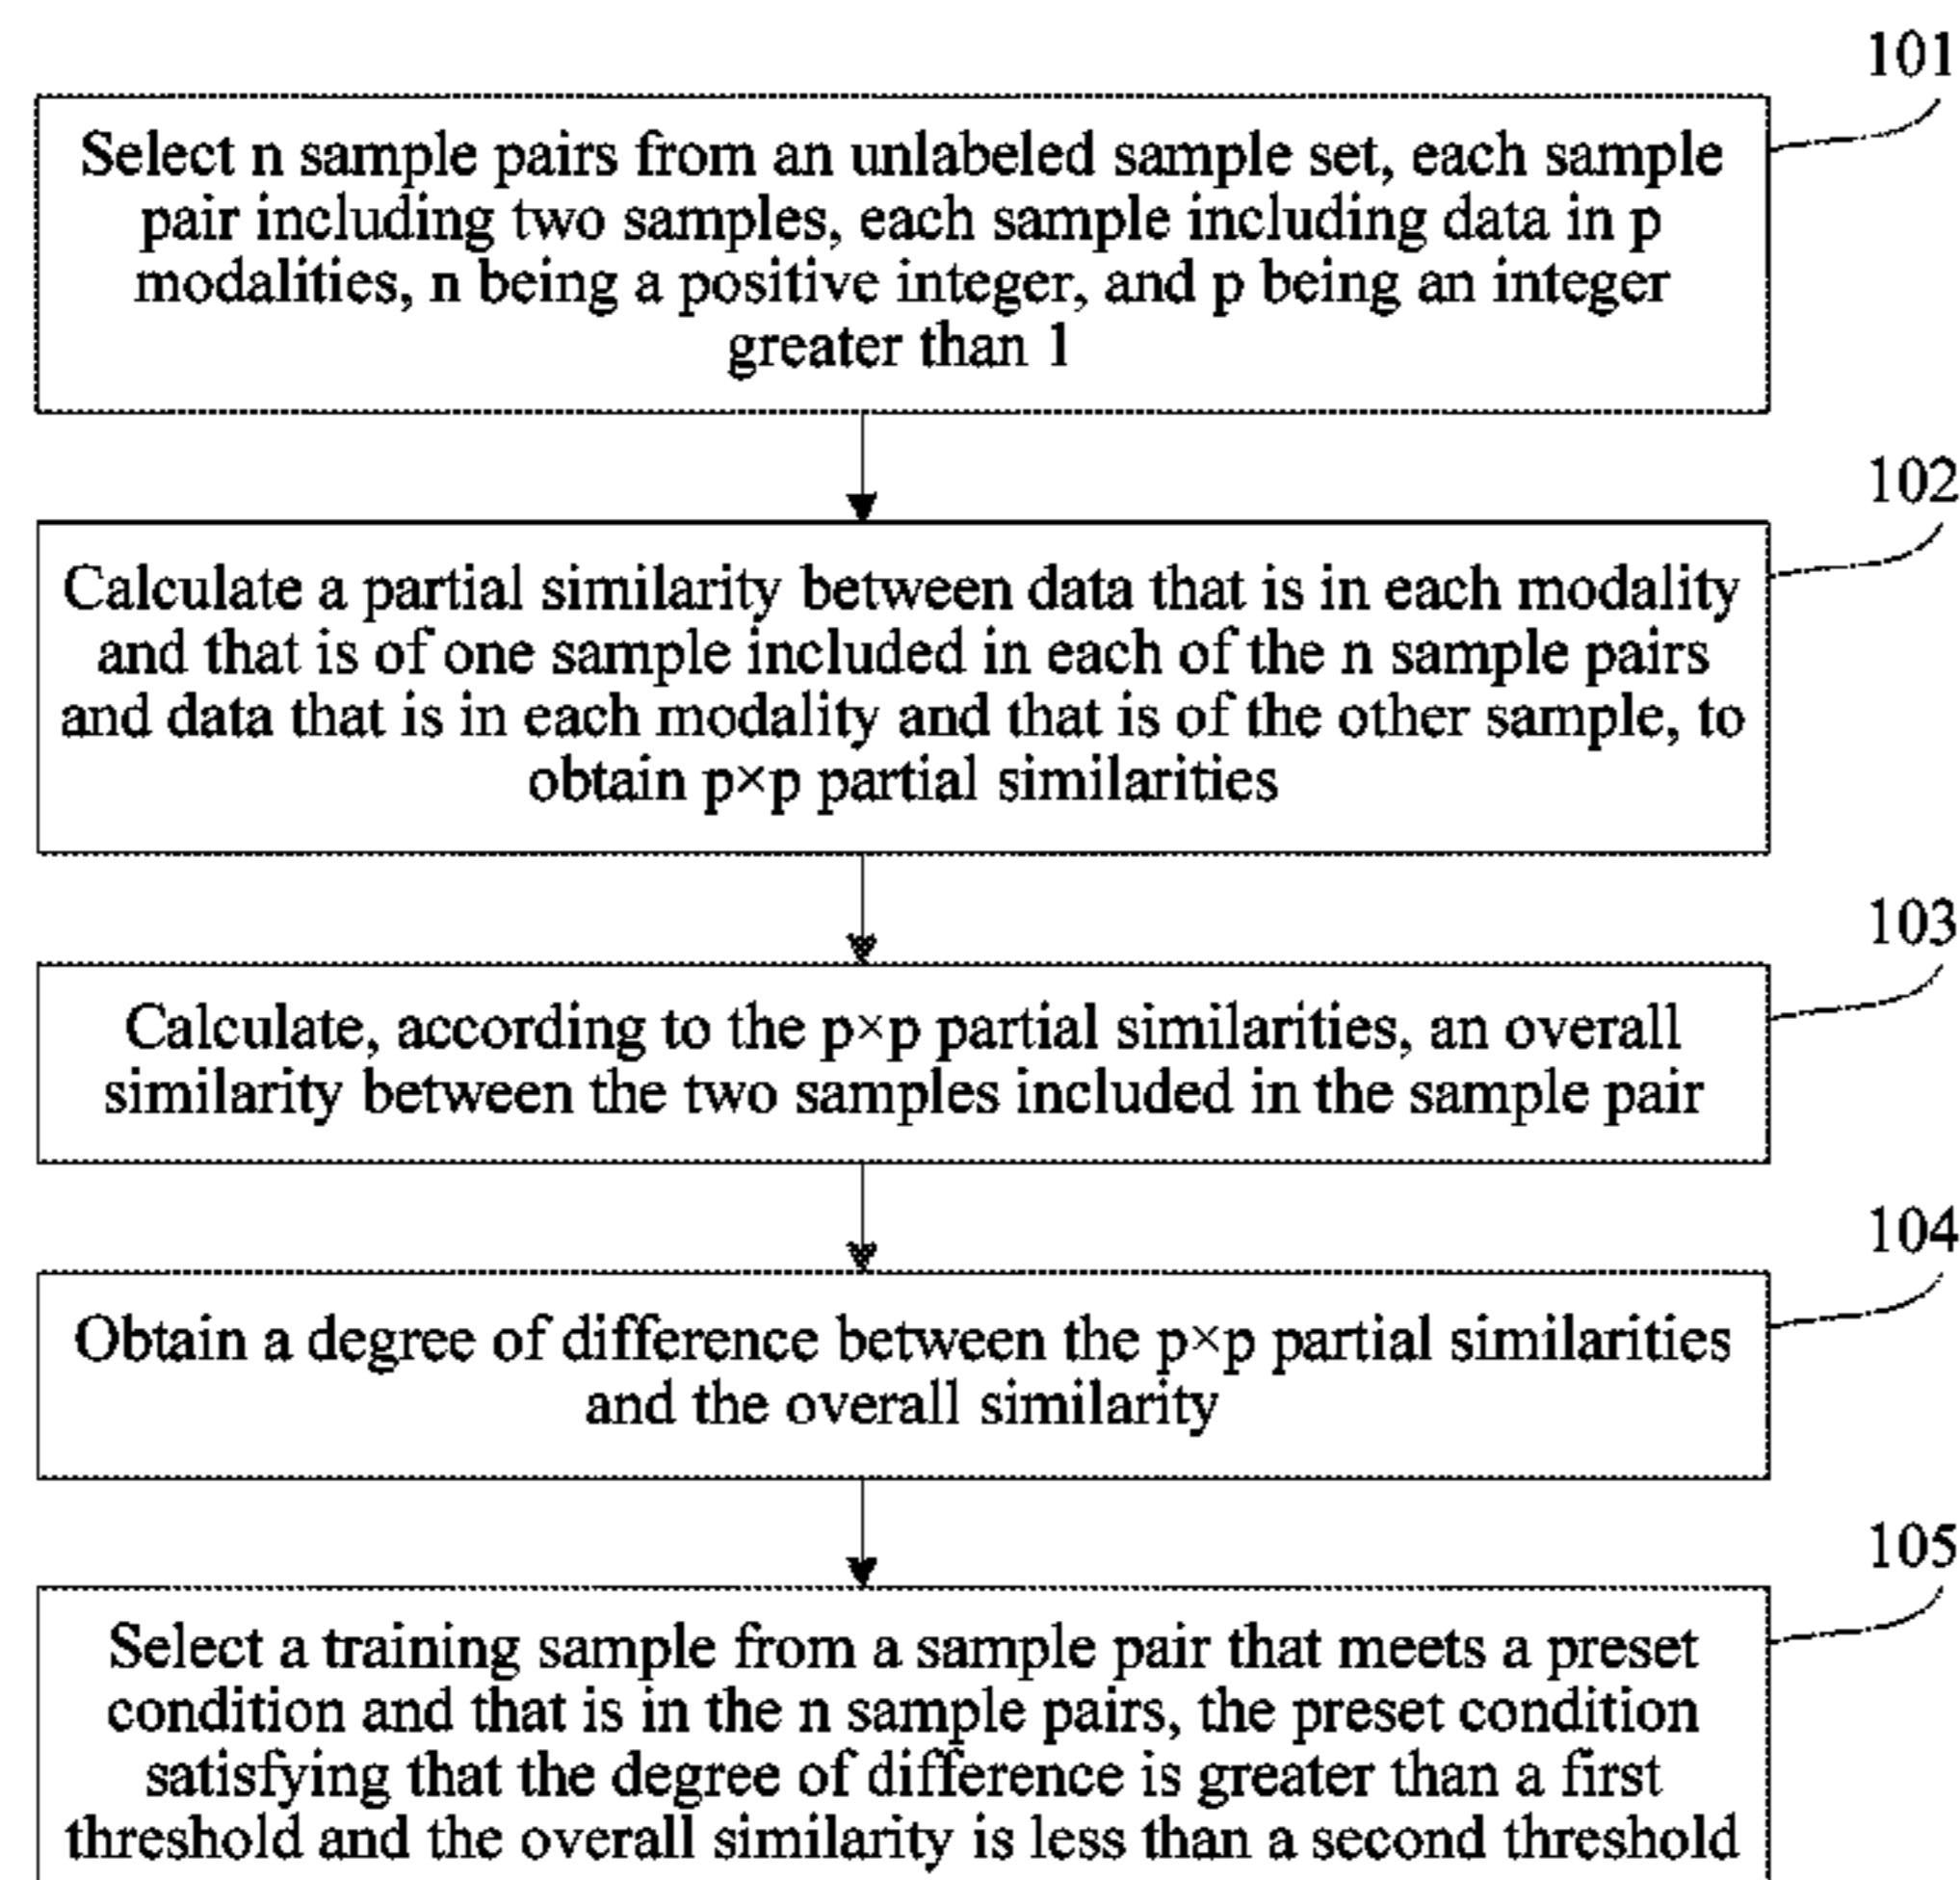 101
Select n sample pairs from an unlabeled sample set, each sample
pair including two samples, each sample including data in p
modalities, n being a positive integer, and p being an integer
greater than 1
102
Calculate a partial similarity between data that is in each modality
and that is of one sample included in each of the n sample pairs
and data that is in each modality and that is of the other sample, to
obtain p×p partial similarities
103
Calculate, according to the p×p partial similarities, an overall
similarity between the two samples included in the sample pair
104
Obtain a degree of difference between the p×p partial similarities
and the overall similarity
105
Select a training sample from a sample pair that meets a preset
condition and that is in the n sample pairs, the preset condition
satisfying that the degree of difference is greater than a first
threshold and the overall similarity is less than a second threshold